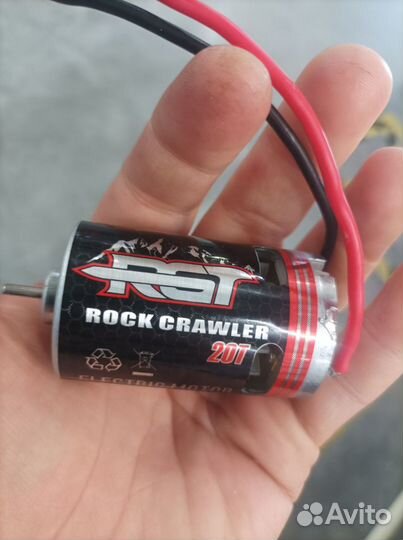 RGT
ROCK CRAWLER
20T
ELECTRIC MOTOR
Avito